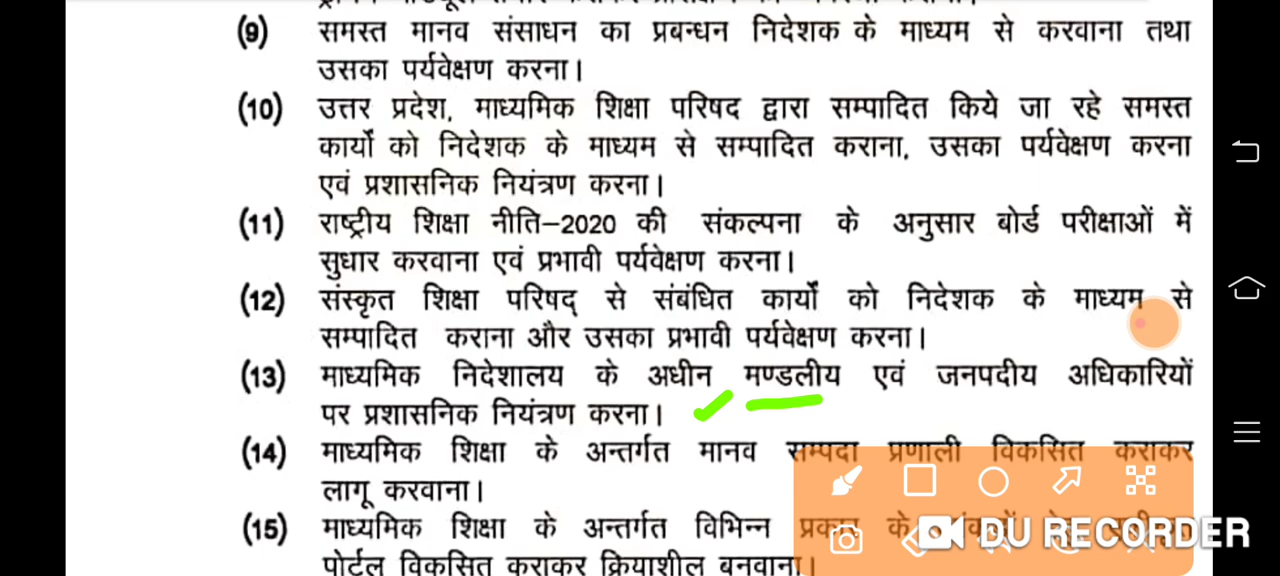 (9) समस्त मानव संसाधन का प्रबन्धन निदेशक के माध्यम से करवाना तथा
उसका पर्यवेक्षण करना।
(10) उत्तर प्रदेश, माध्यमिक शिक्षा परिषद द्वारा सम्पादित किये जा रहे समस्त
कार्यों को निदेशक के माध्यम से सम्पादित कराना, उसका पर्यवेक्षण करना
एवं प्रशासनिक नियंत्रण करना।
(11) राष्ट्रीय शिक्षा नीति–2020 की संकल्पना के अनुसार बोर्ड परीक्षाओं में
सुधार करवाना एवं प्रभावी पर्यवेक्षण करना।
(12) संस्कृत शिक्षा परिषद् से संबंधित कार्यों को निदेशक के माध्यम से
सम्पादित कराना और उसका प्रभावी पर्यवेक्षण करना।
(13) माध्यमिक निदेशालय के अधीन मण्डलीय एवं जनपदीय अधिकारियों
पर प्रशासनिक नियंत्रण करना।
(14) माध्यमिक शिक्षा के अन्तर्गत मानव सम्पदा प्रणाली विकसित कराकर
लागू करवाना।
(15) माध्यमिक शिक्षा के अन्तर्गत विभिन्न प्रकार के
DU RECORDER
पोर्टल विकसित कराकर क्रियाशील बनवाना।